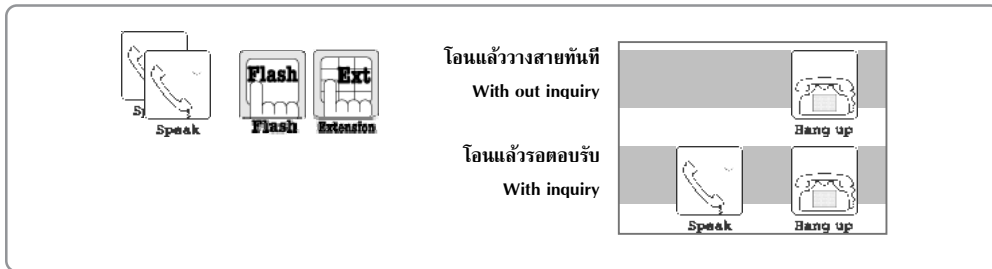 Flash
Ext
Sp
Speak
Flash
Extension
โอนแล้ววางสายทันที
With out inquiry
Hang up
โอนแล้วรอตอบรับ
With inquiry
Speak
Hang up